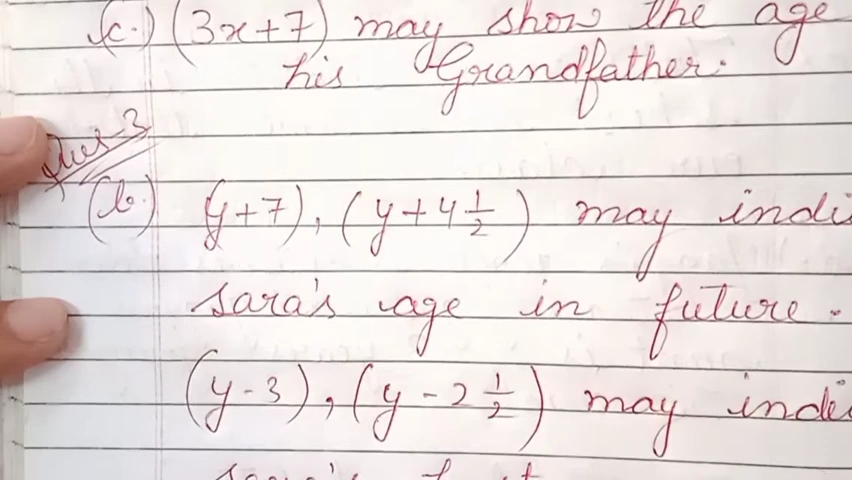 (c.) (3x+7) may show the age
his Grandfather.
Ques-3
(b.) (y+7), (y+4 1/2) may indi
sara's age in future.
(y-3), (y-2 1/2) may indi
sara's